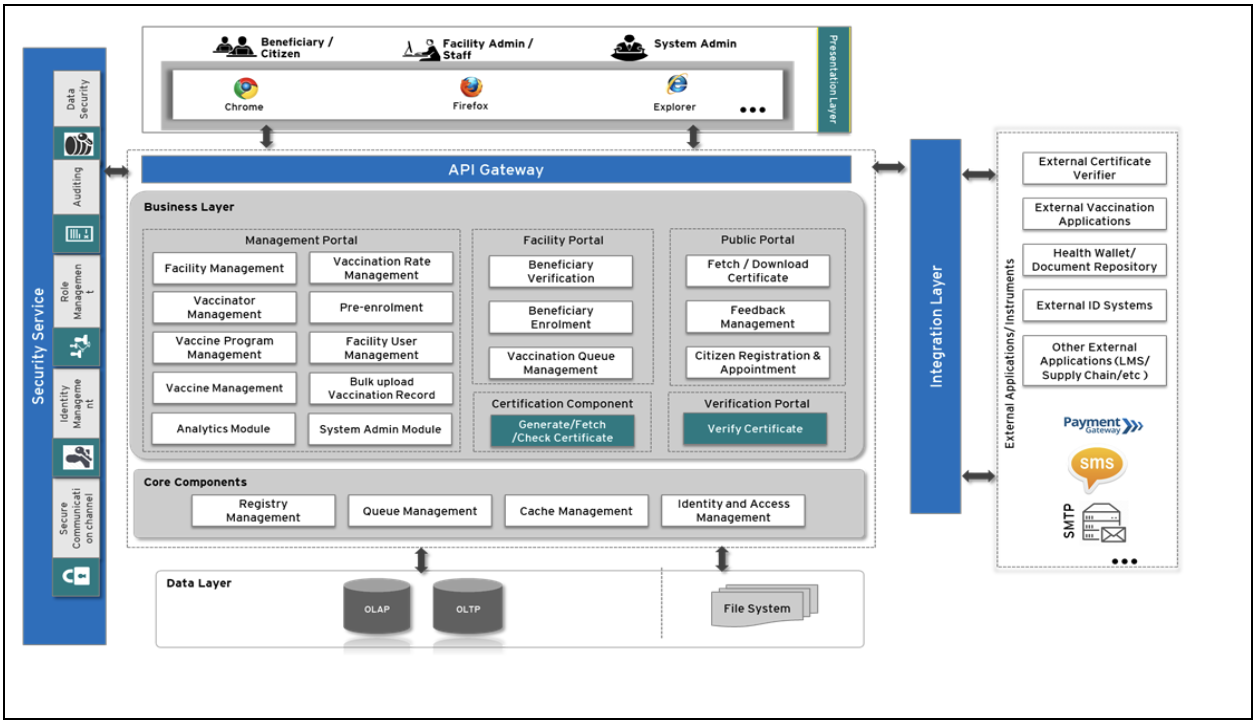 Beneficiary /
Citizen
Facility Admin /
Staff
System Admin
Chrome
Firefox
Explorer
Presentation Layer
Security Service
Data
Security
Auditing
Role
Managemen
t
Identity
Manageme
nt
Secure
Communicati
on channel
API Gateway
Business Layer
Management Portal
Facility Management
Vaccination Rate
Management
Vaccinator
Management
Pre-enrolment
Vaccine Program
Management
Facility User
Management
Vaccine Management
Bulk upload
Vaccination Record
Analytics Module
System Admin Module
Facility Portal
Beneficiary
Verification
Beneficiary
Enrolment
Vaccination Queue
Management
Certification Component
Generate/Fetch
/Check Certificate
Public Portal
Fetch / Download
Certificate
Feedback
Management
Citizen Registration &
Appointment
Verification Portal
Verify Certificate
Core Components
Registry
Management
Queue Management
Cache Management
Identity and Access
Management
Data Layer
OLAP
OLTP
File System
Integration Layer
External Applications/ Instruments
External Certificate
Verifier
External Vaccination
Applications
Health Wallet/
Document Repository
External ID Systems
Other External
Applications (LMS/
Supply Chain/etc )
Payment
Gateway
sms
SMTP